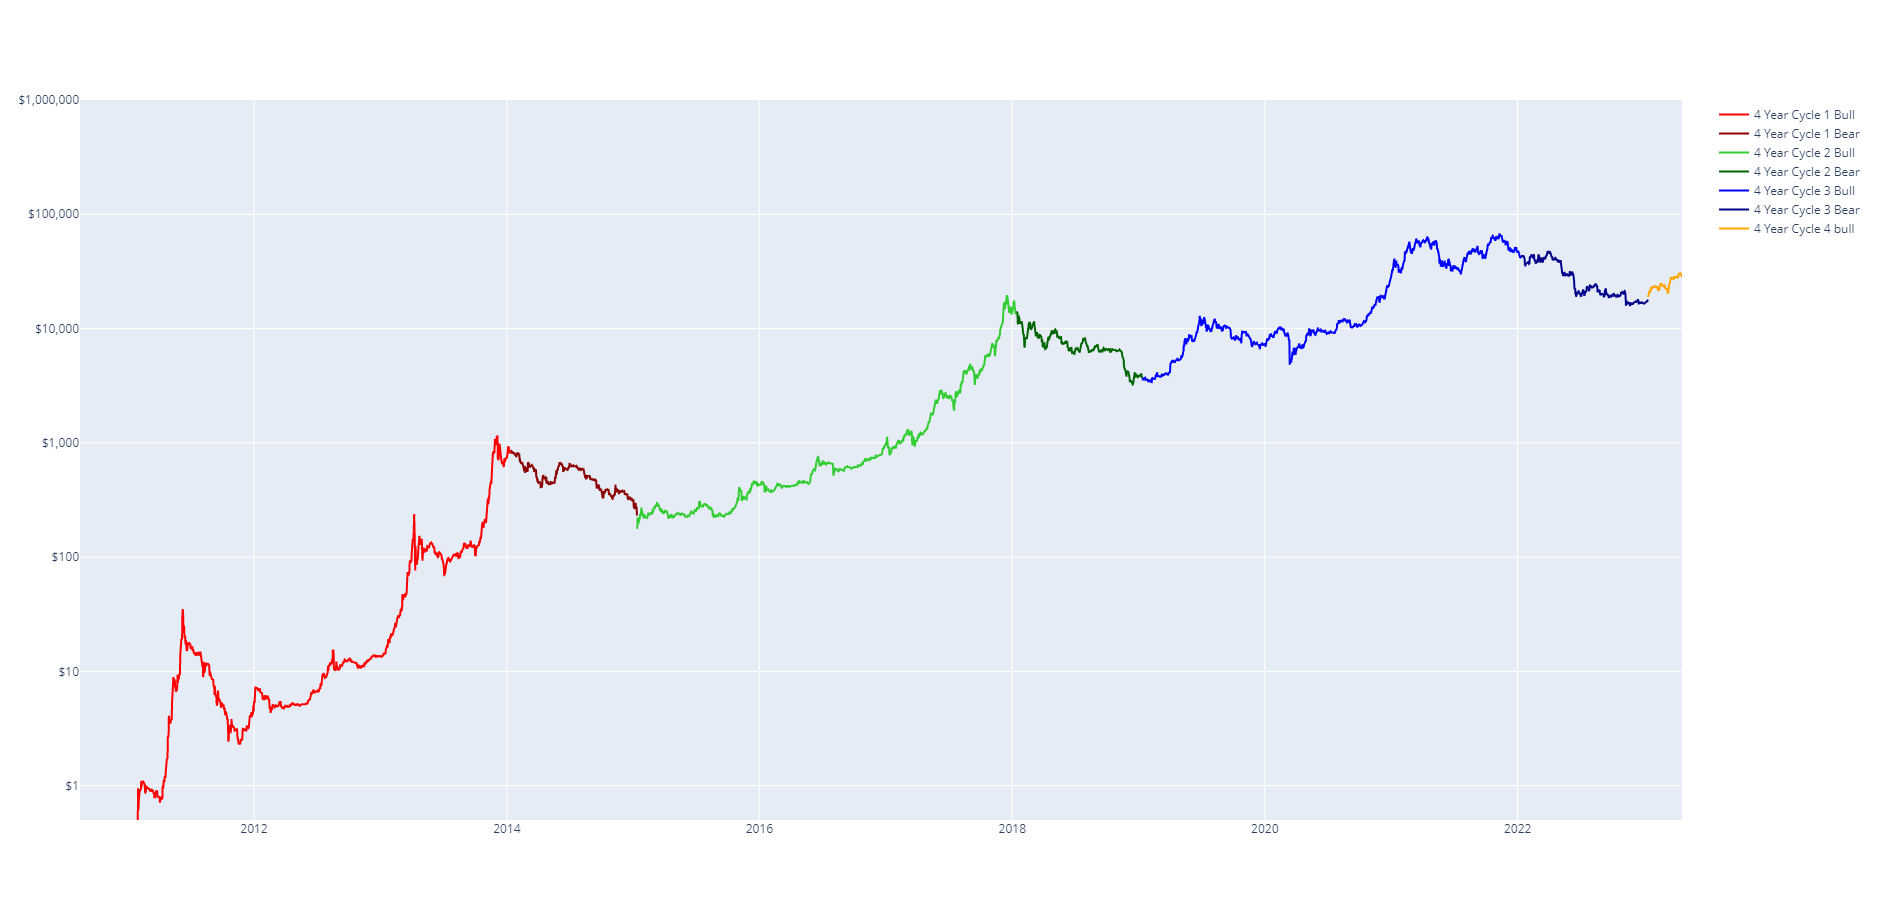 $1,000,000
$100,000
$10,000
$1,000
$100
$10
$1
2012 2014 2016 2018 2020 2022
4 Year Cycle 1 Bull
4 Year Cycle 1 Bear
4 Year Cycle 2 Bull
4 Year Cycle 2 Bear
4 Year Cycle 3 Bull
4 Year Cycle 3 Bear
4 Year Cycle 4 bull